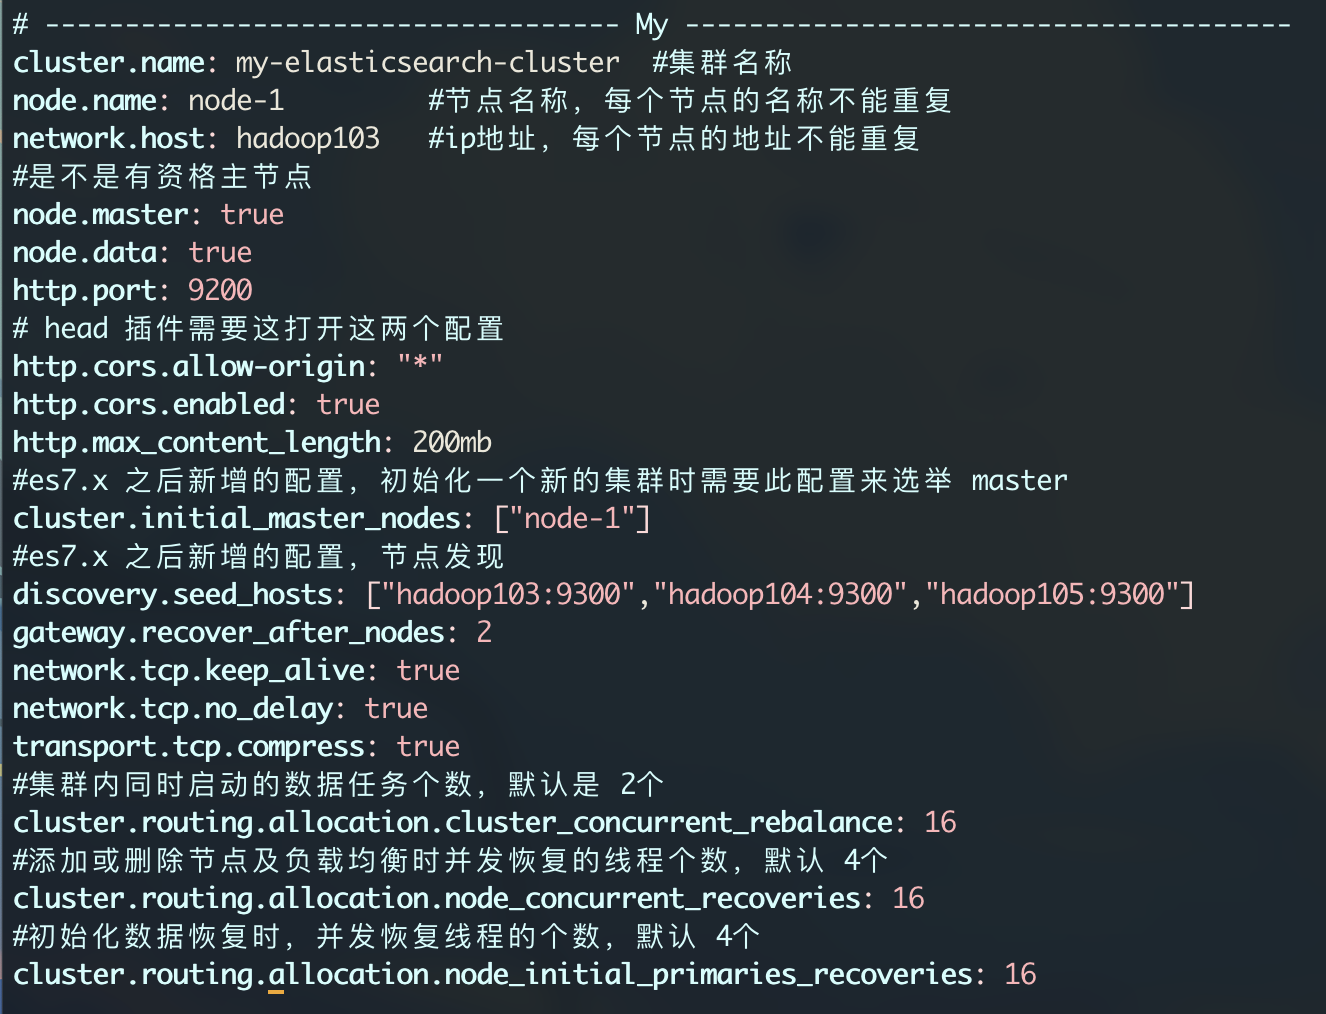 # ------------------------------------ My --------------------------------------
cluster.name: my-elasticsearch-cluster  #集群名称
node.name: node-1         #节点名称，每个节点的名称不能重复
network.host: hadoop103   #ip地址，每个节点的地址不能重复
#是不是有资格主节点
node.master: true
node.data: true
http.port: 9200
# head 插件需要这打开这两个配置
http.cors.allow-origin: "*"
http.cors.enabled: true
http.max_content_length: 200mb
#es7.x 之后新增的配置，初始化一个新的集群时需要此配置来选举 master
cluster.initial_master_nodes: ["node-1"]
#es7.x 之后新增的配置，节点发现
discovery.seed_hosts: ["hadoop103:9300","hadoop104:9300","hadoop105:9300"]
gateway.recover_after_nodes: 2
network.tcp.keep_alive: true
network.tcp.no_delay: true
transport.tcp.compress: true
#集群内同时启动的数据任务个数，默认是 2个
cluster.routing.allocation.cluster_concurrent_rebalance: 16
#添加或删除节点及负载均衡时并发恢复的线程个数，默认 4个
cluster.routing.allocation.node_concurrent_recoveries: 16
#初始化数据恢复时，并发恢复线程的个数，默认 4个
cluster.routing.allocation.node_initial_primaries_recoveries: 16